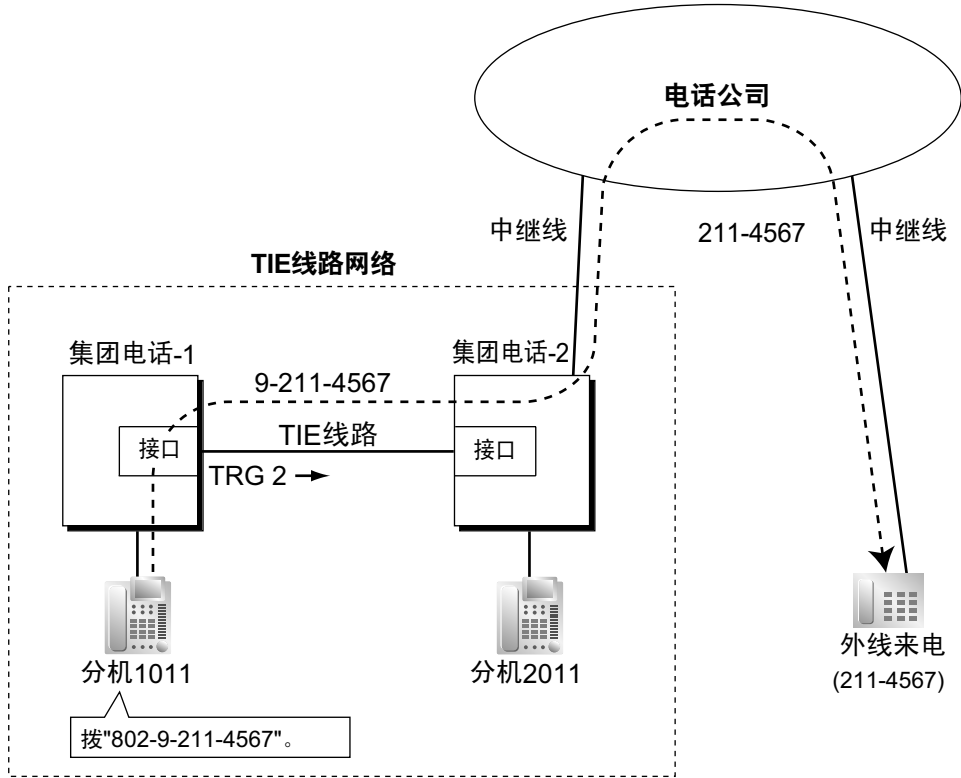 电话公司
中继线
211-4567
中继线
TIE线路网络
集团电话-1
集团电话-2
9-211-4567
接口
TIE线路
接口
TRG 2
分机1011
分机2011
外线来电
(211-4567)
拨"802-9-211-4567"。